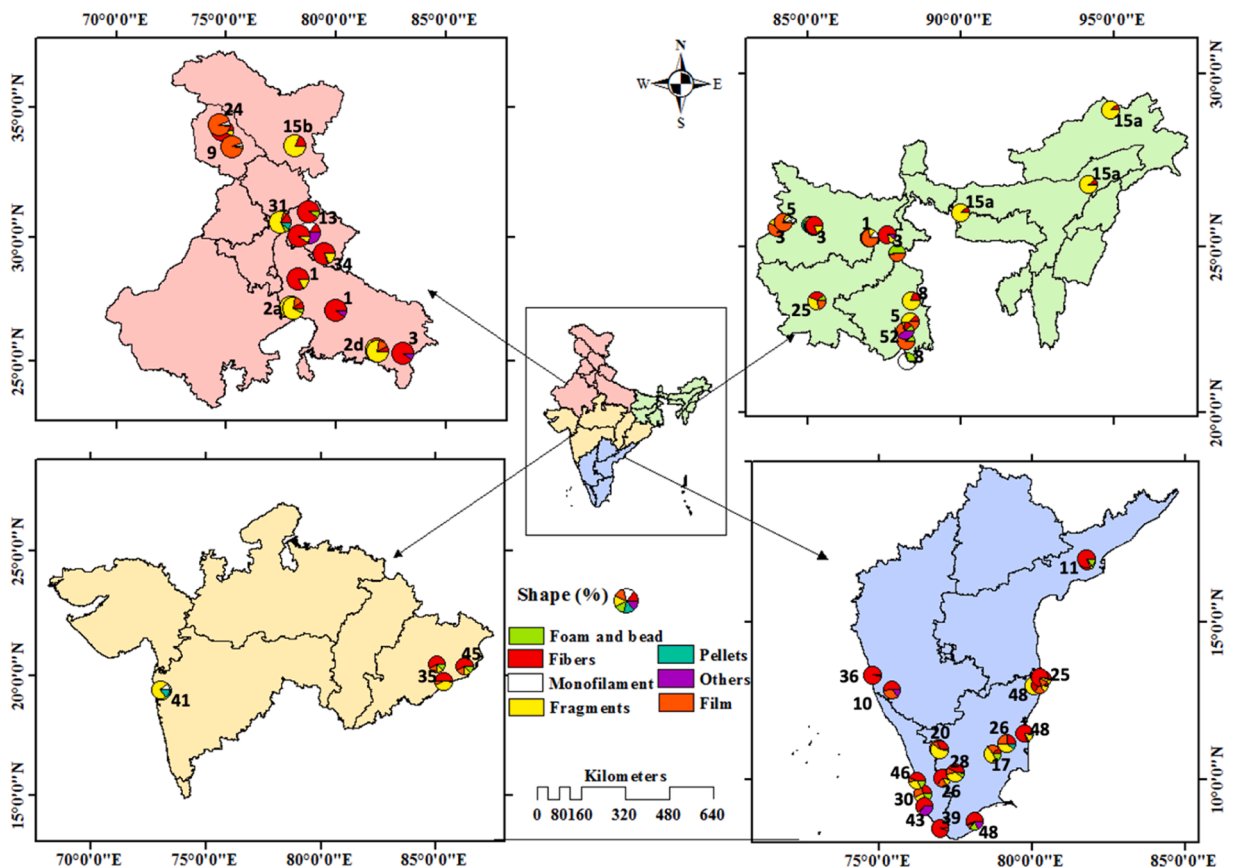 70°0'0"E 75°0'0"E 80°0'0"E 85°0'0"E
85°0'0"E 90°0'0"E 95°0'0"E
35°0'0"N
30°0'0"N
25°0'0"N
24
15b
9
31
13
34
1
2a
1
2d
3
N
W E
S
30°0'0"N
25°0'0"N
20°0'0"N
15a
15a
15a
5
3
3
1
3
25
8
5
52
8
25°0'0"N
20°0'0"N
15°0'0"N
41
35
45
70°0'0"E 75°0'0"E 80°0'0"E 85°0'0"E
Shape (%)
Foam and bead
Fibers
Monofilament
Fragments
Pellets
Others
Film
Kilometers
0 80 160 320 480 640
15°0'0"N
10°0'0"N
11
36
10
25
48
20
26
48
17
28
46
26
30
43
39
48
75°0'0"E 80°0'0"E 85°0'0"E